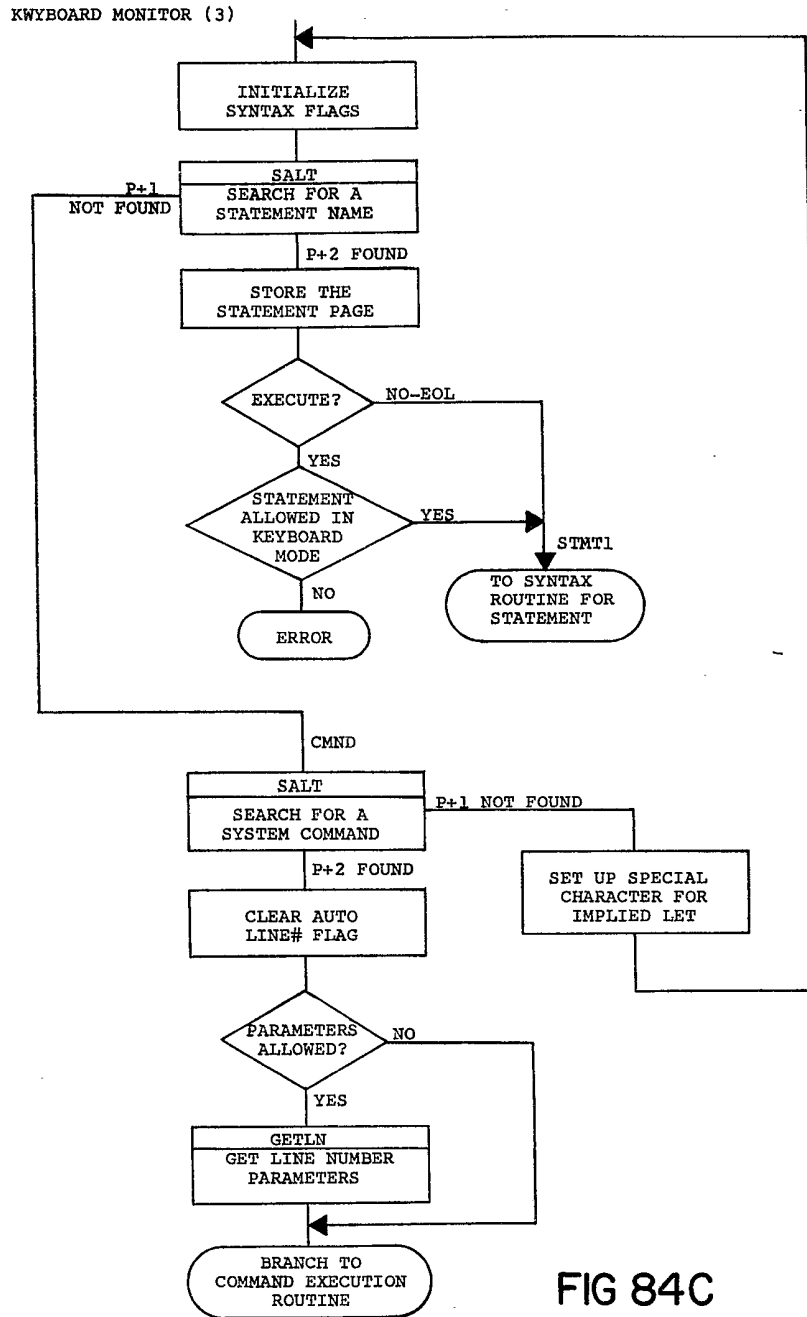 KWYBOARD MONITOR (3)
INITIALIZE
SYNTAX FLAGS
SALT
SEARCH FOR A
STATEMENT NAME
P+1
NOT FOUND
P+2 FOUND
STORE THE
STATEMENT PAGE
EXECUTE?
NO-EOL
YES
STATEMENT
ALLOWED IN
KEYBOARD
MODE
YES
STMT1
NO
TO SYNTAX
ROUTINE FOR
STATEMENT
ERROR
CMND
SALT
SEARCH FOR A
SYSTEM COMMAND
P+1 NOT FOUND
P+2 FOUND
SET UP SPECIAL
CHARACTER FOR
IMPLIED LET
CLEAR AUTO
LINE# FLAG
PARAMETERS
ALLOWED?
NO
YES
GETLN
GET LINE NUMBER
PARAMETERS
BRANCH TO
COMMAND EXECUTION
ROUTINE
FIG 84C